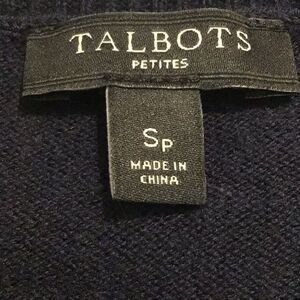 TALBOTS
PETITES
SP
MADE IN
CHINA